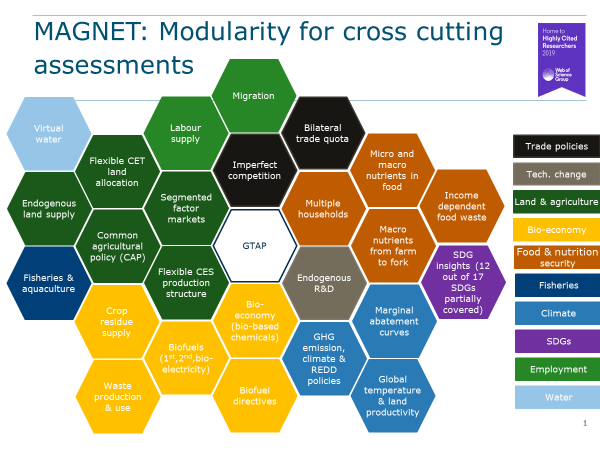 MAGNET: Modularity for cross cutting
assessments
Home to
Highly Cited
Researchers
2019
Web of
Science
Group
Migration
Virtual
water
Labour
supply
Bilateral
trade quota
Flexible CET
land
allocation
Imperfect
competition
Micro and
macro
nutrients in
food
Endogenous
land supply
Segmented
factor
markets
Multiple
households
Income
dependent
food waste
Common
agricultural
policy (CAP)
GTAP
Macro
nutrients
from farm
to fork
Fisheries &
aquaculture
Flexible CES
production
structure
Endogenous
R&D
SDG
insights (12
out of 17
SDGs
partially
covered)
Crop
residue
supply
Bio-
economy
(bio-based
chemicals)
Marginal
abatement
curves
Biofuels
(1st,2nd,bio-
electricity)
GHG
emission,
climate &
REDD
policies
Waste
production
& use
Biofuel
directives
Global
temperature
& land
productivity
Trade policies
Tech. change
Land & agriculture
Bio-economy
Food & nutrition
security
Fisheries
Climate
SDGs
Employment
Water
1